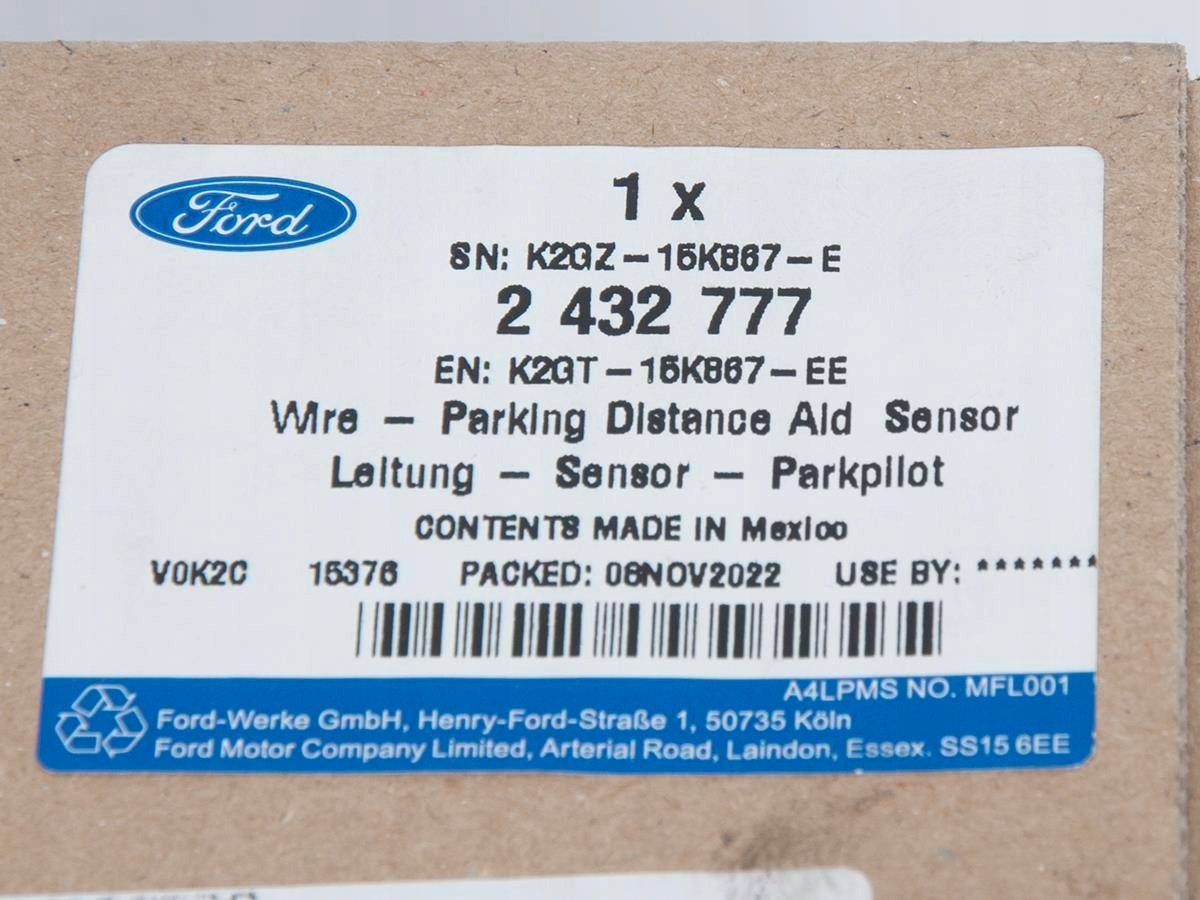 Ford
1 x
SN: K2GZ-15K867-E
2 432 777
EN: K2GT-15K867-EE
Wire - Parking Distance Aid Sensor
Leitung - Sensor - Parkpilot
CONTENTS MADE IN Mexico
V0K2C 15376 PACKED: 08NOV2022 USE BY: *******
A4LPMS NO. MFL001
Ford-Werke GmbH, Henry-Ford-Straße 1, 50735 Köln
Ford Motor Company Limited, Arterial Road, Laindon, Essex. SS15 6EE